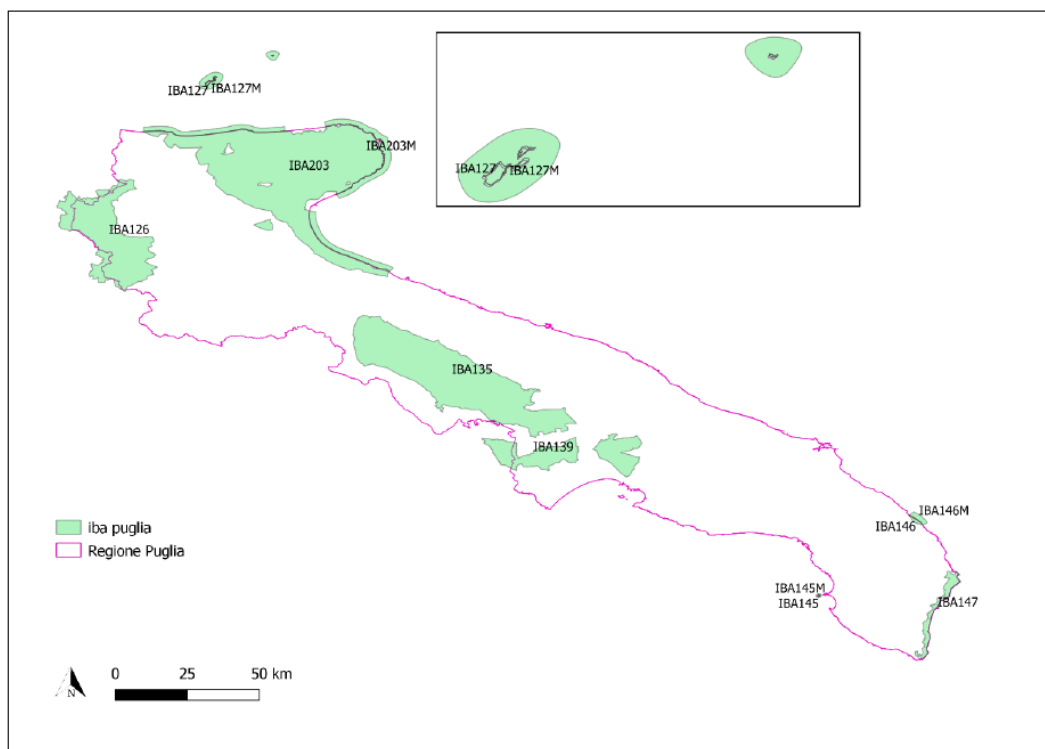 IBA127 IBA127M
IBA203M
IBA203
IBA127
IBA127M
IBA126
IBA135
IBA139
iba puglia
Regione Puglia
IBA146M
IBA146
IBA145M
IBA145
IBA147
0 25 50 km
N